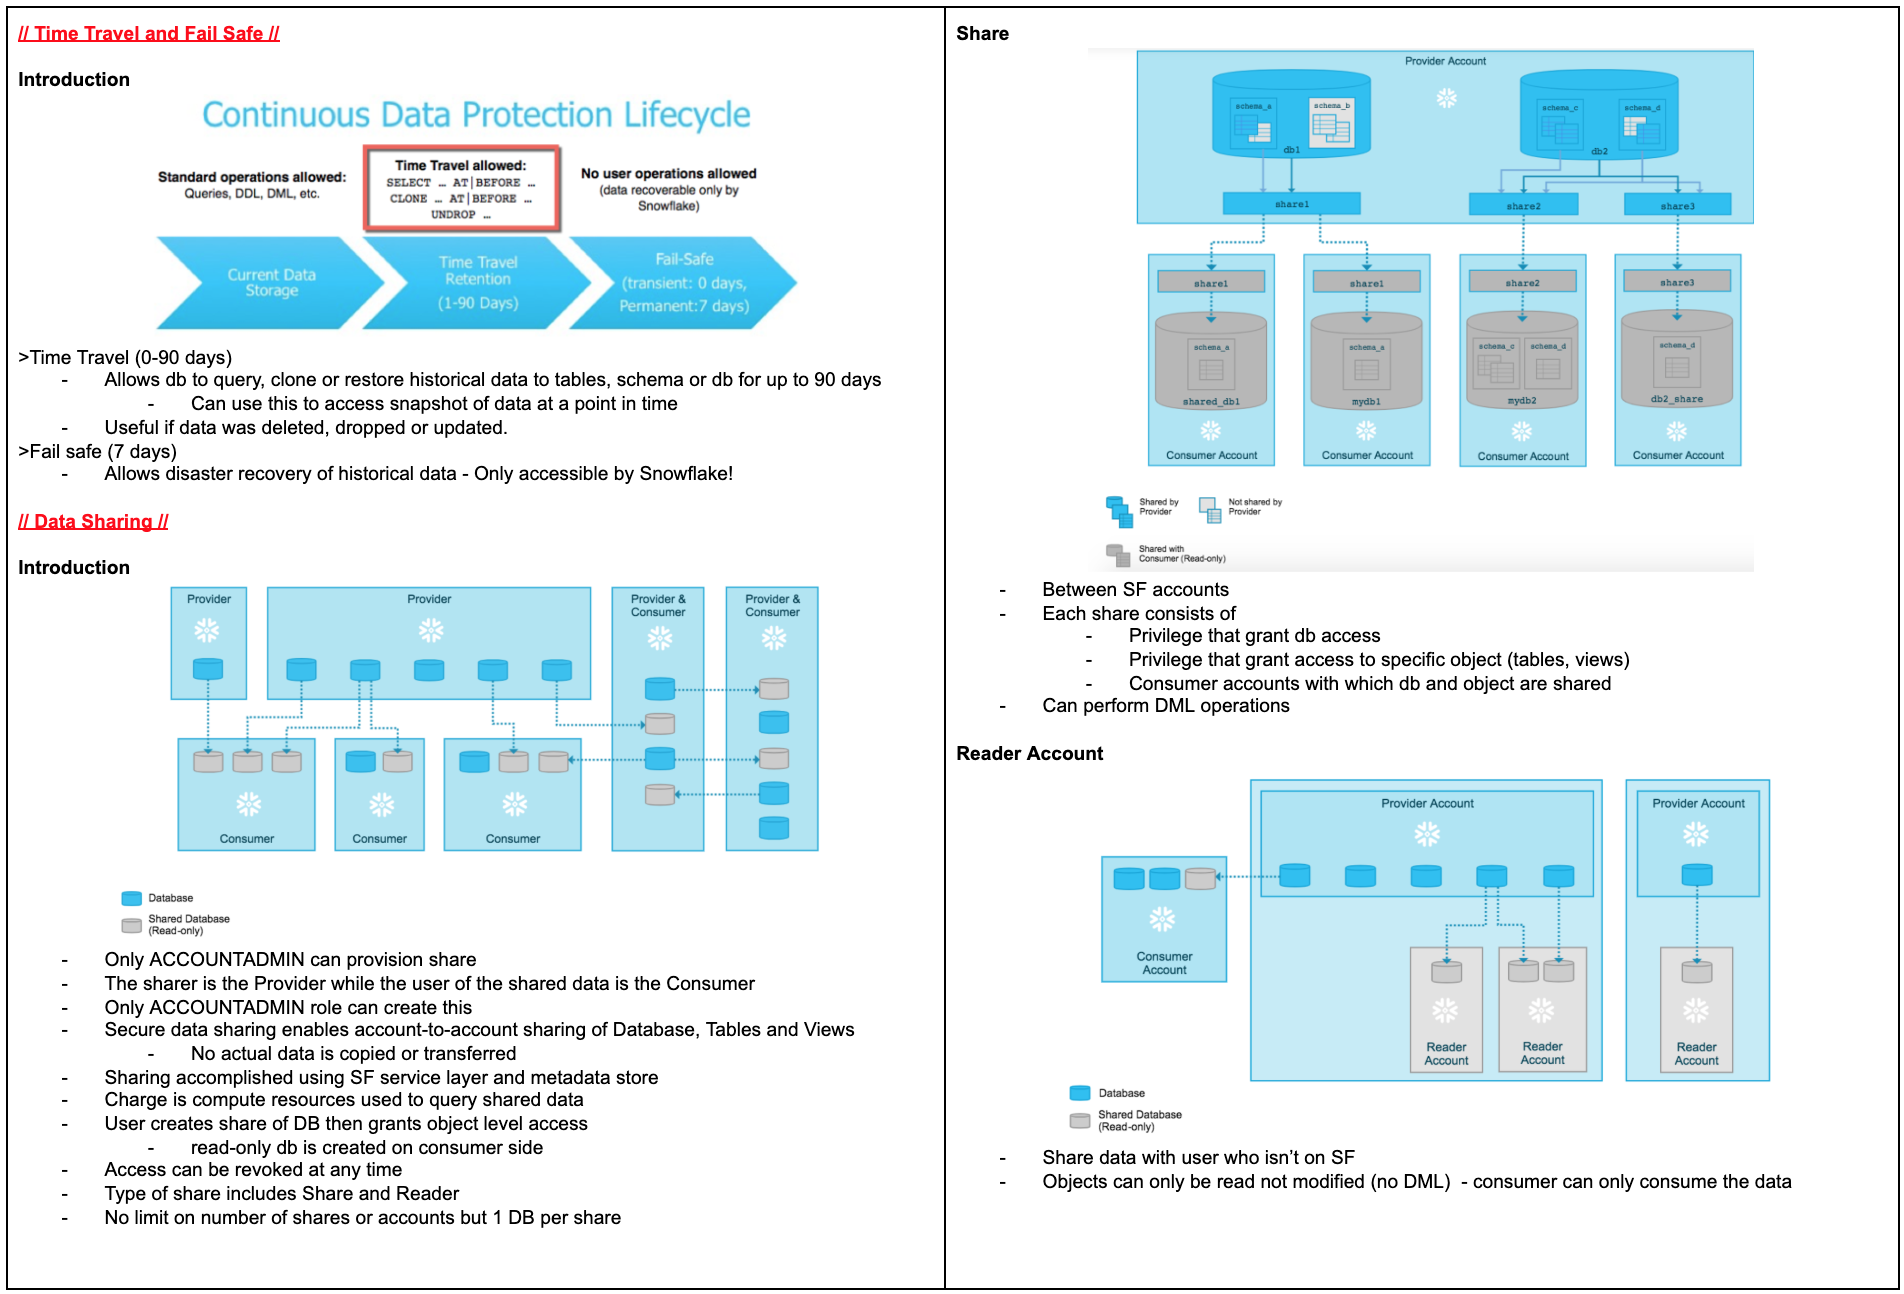 // Time Travel and Fail Safe //
Introduction
Continuous Data Protection Lifecycle
Standard operations allowed:
Queries, DDL, DML, etc.
Time Travel allowed:
SELECT … AT|BEFORE …
CLONE … AT|BEFORE …
UNDROP …
No user operations allowed
(data recoverable only by
Snowflake)
Current Data
Storage
Time Travel
Retention
(1-90 Days)
Fail-Safe
(transient: 0 days,
Permanent:7 days)
>Time Travel (0-90 days)
- Allows db to query, clone or restore historical data to tables, schema or db for up to 90 days
- Can use this to access snapshot of data at a point in time
- Useful if data was deleted, dropped or updated.
>Fail safe (7 days)
- Allows disaster recovery of historical data - Only accessible by Snowflake!
// Data Sharing //
Introduction
Provider
Provider
Provider &
Consumer
Provider &
Consumer
Consumer
Consumer
Consumer
Database
Shared Database
(Read-only)
- Only ACCOUNTADMIN can provision share
- The sharer is the Provider while the user of the shared data is the Consumer
- Only ACCOUNTADMIN role can create this
- Secure data sharing enables account-to-account sharing of Database, Tables and Views
- No actual data is copied or transferred
- Sharing accomplished using SF service layer and metadata store
- Charge is compute resources used to query shared data
- User creates share of DB then grants object level access
- read-only db is created on consumer side
- Access can be revoked at any time
- Type of share includes Share and Reader
- No limit on number of shares or accounts but 1 DB per share
Share
Provider Account
schema_a
schema_b
db1
schema_c
schema_d
db2
share1
share2
share3
share1
share1
share2
share3
schema_a
shared_db1
schema_a
mydb1
schema_c
schema_d
mydb2
schema_d
db2_share
Consumer Account
Consumer Account
Consumer Account
Consumer Account
Shared by
Provider
Not shared by
Provider
Shared with
Consumer (Read-only)
- Between SF accounts
- Each share consists of
- Privilege that grant db access
- Privilege that grant access to specific object (tables, views)
- Consumer accounts with which db and object are shared
- Can perform DML operations
Reader Account
Provider Account
Provider Account
Consumer
Account
Reader
Account
Reader
Account
Reader
Account
Database
Shared Database
(Read-only)
- Share data with user who isn’t on SF
- Objects can only be read not modified (no DML)  - consumer can only consume the data